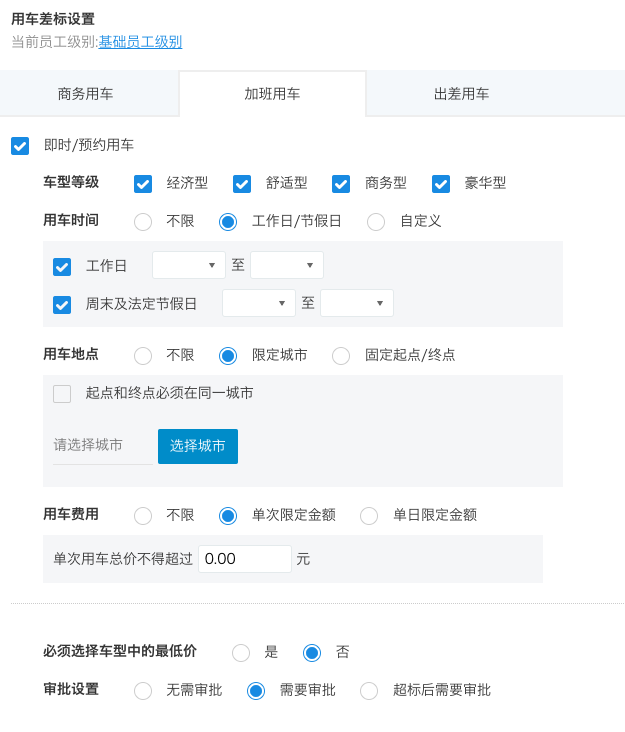 用车差标设置
当前员工级别:基础员工级别
商务用车 加班用车 出差用车
即时/预约用车
车型等级 经济型 舒适型 商务型 豪华型
用车时间 不限 工作日/节假日 自定义
工作日 至
周末及法定节假日 至
用车地点 不限 限定城市 固定起点/终点
起点和终点必须在同一城市
请选择城市 选择城市
用车费用 不限 单次限定金额 单日限定金额
单次用车总价不得超过 0.00 元
必须选择车型中的最低价 是 否
审批设置 无需审批 需要审批 超标后需要审批